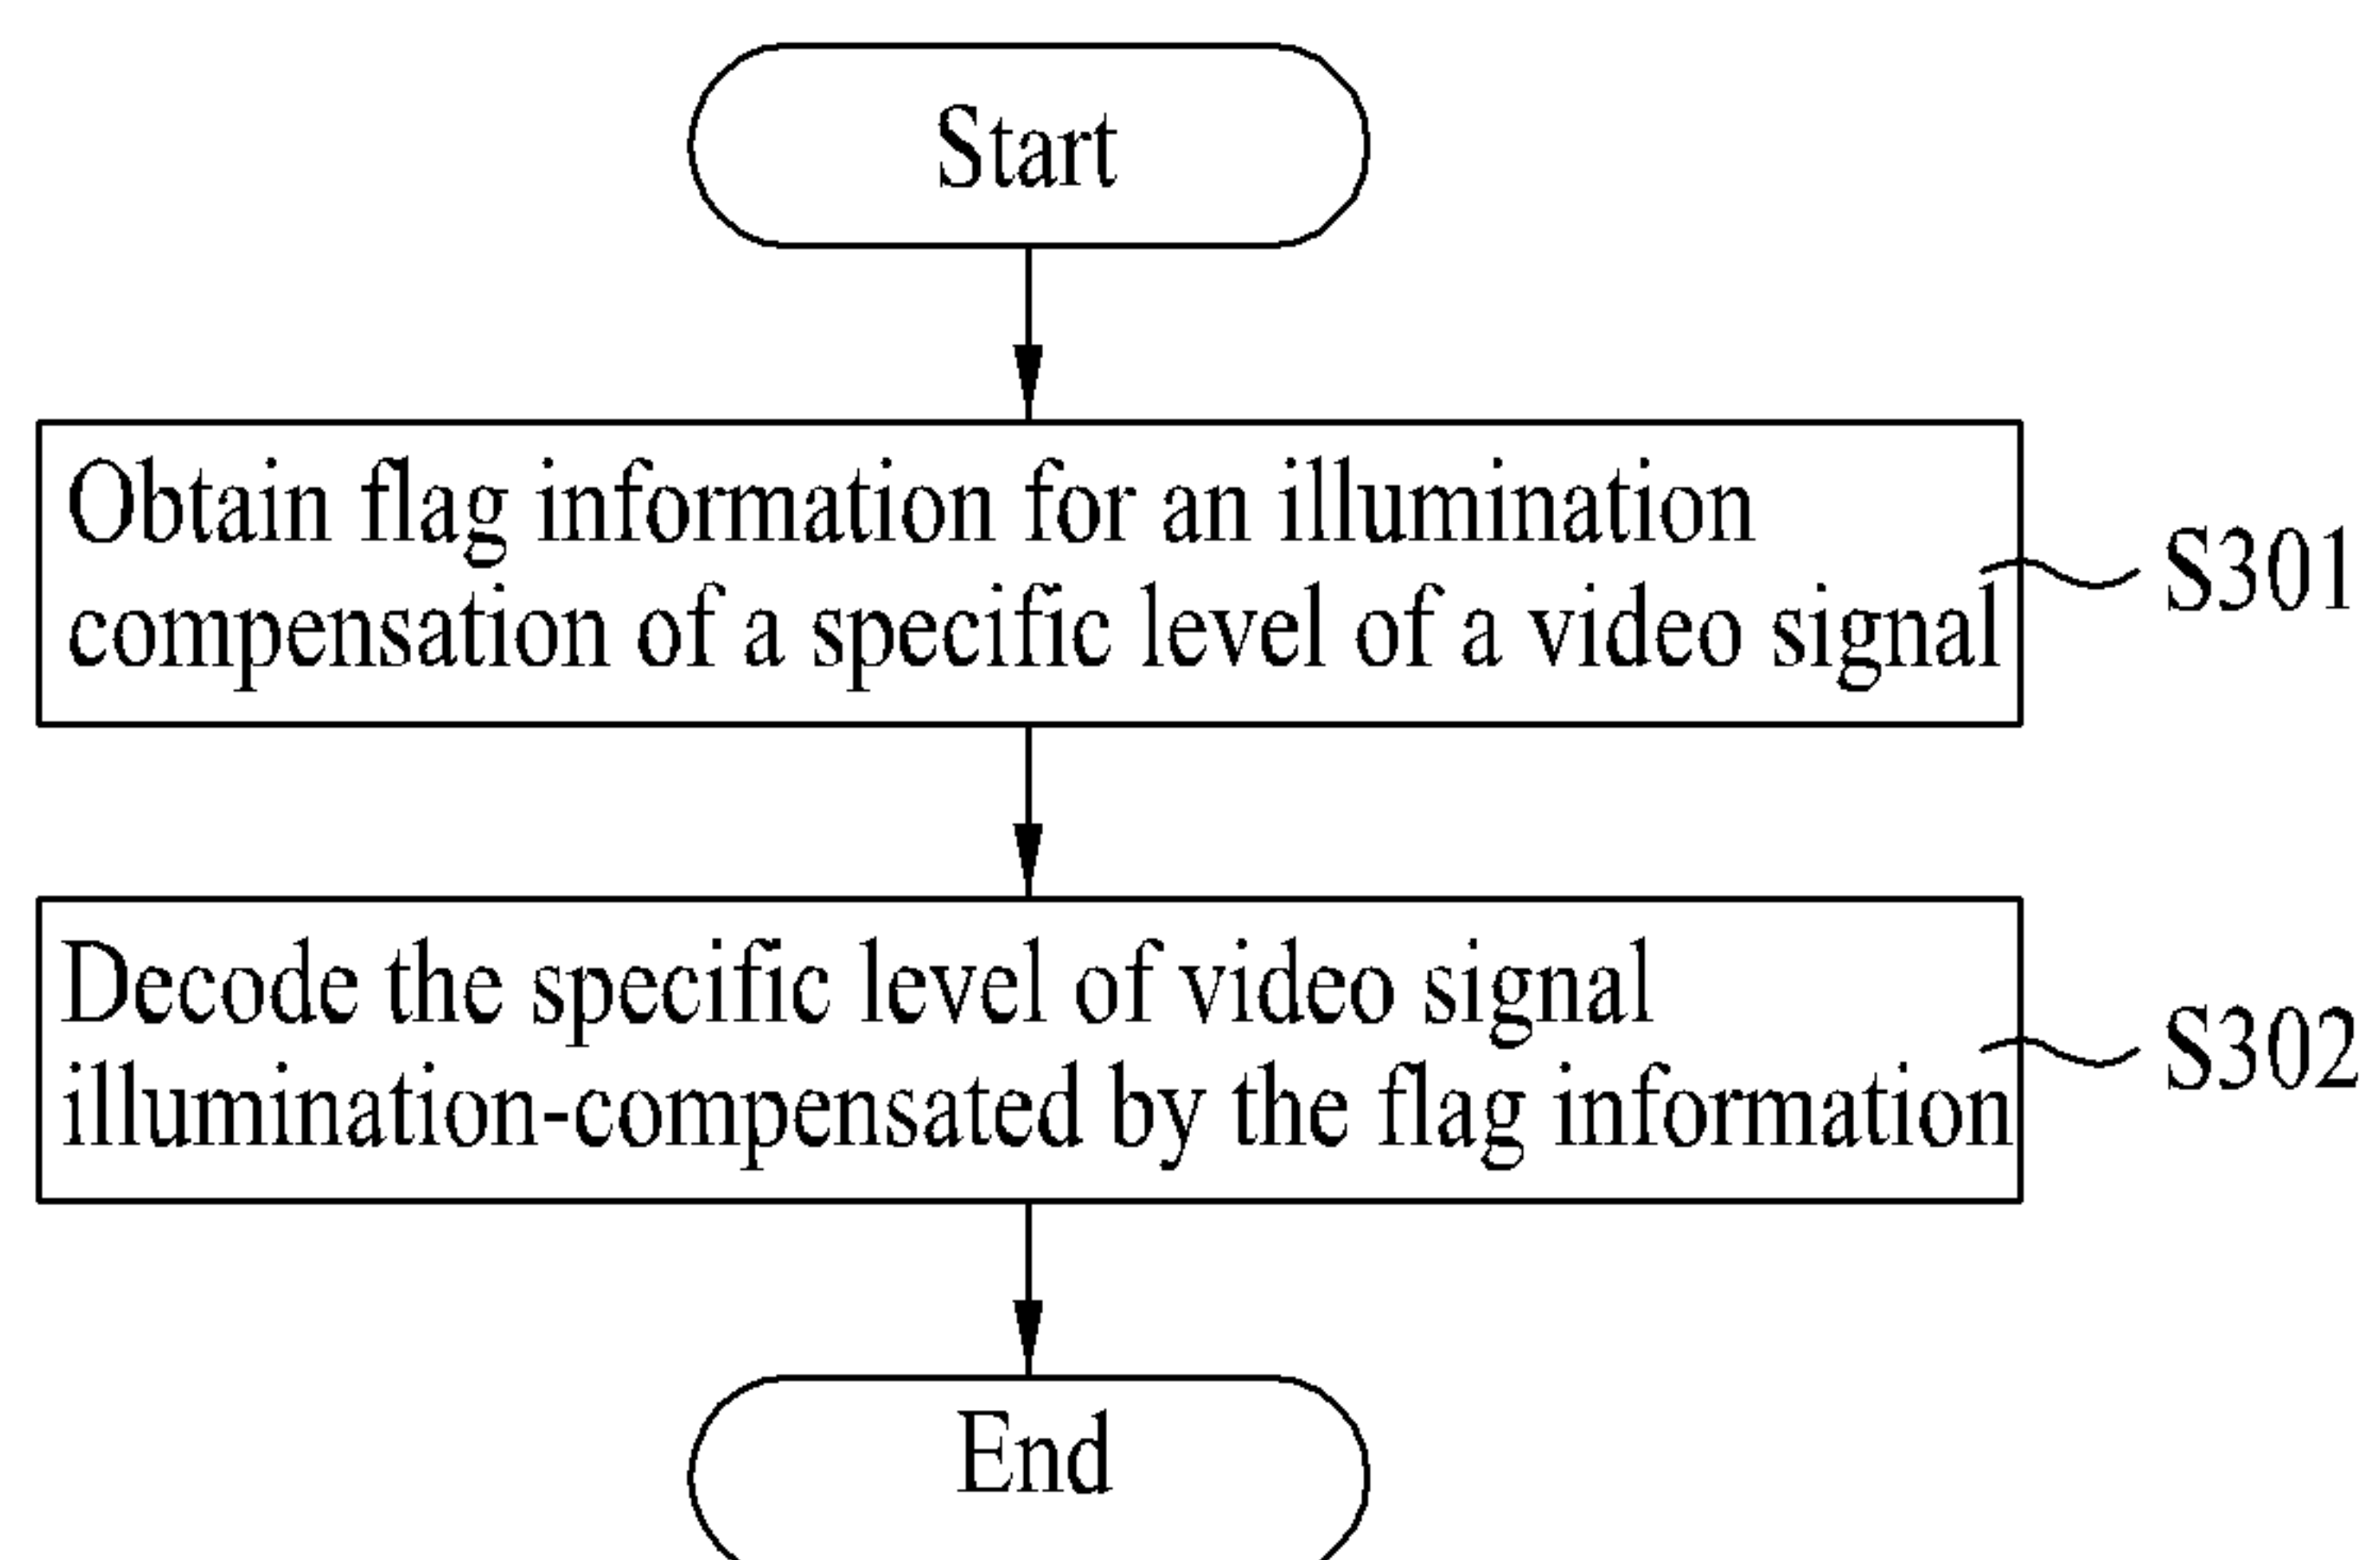 Start
Obtain flag information for an illumination
compensation of a specific level of a video signal
S301
Decode the specific level of video signal
illumination-compensated by the flag information
S302
End